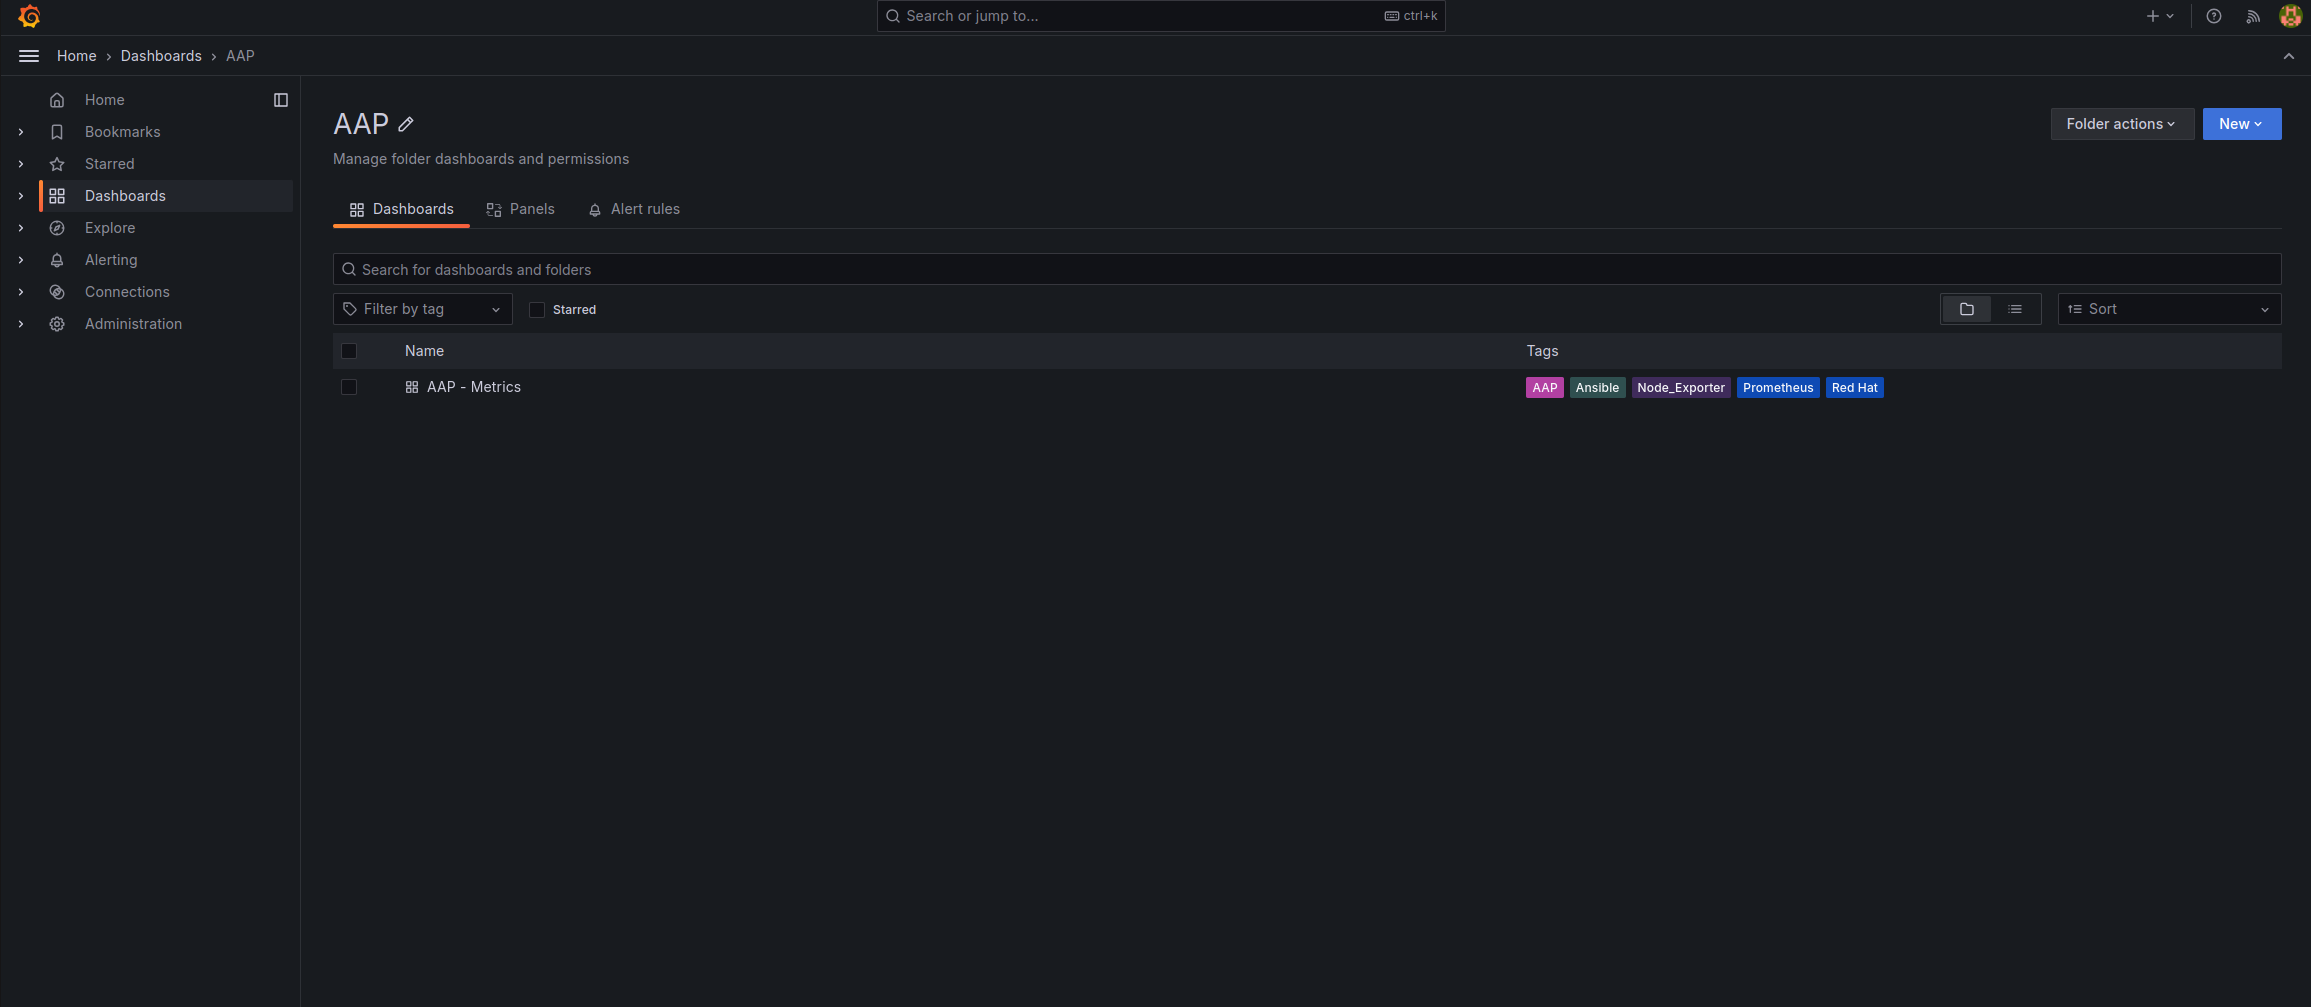 Search or jump to... ctrl+k
Home › Dashboards › AAP
Home
Bookmarks
Starred
Dashboards
Explore
Alerting
Connections
Administration
AAP
Folder actions New
Manage folder dashboards and permissions
Dashboards Panels Alert rules
Search for dashboards and folders
Filter by tag Starred Sort
Name Tags
AAP - Metrics AAP Ansible Node_Exporter Prometheus Red Hat